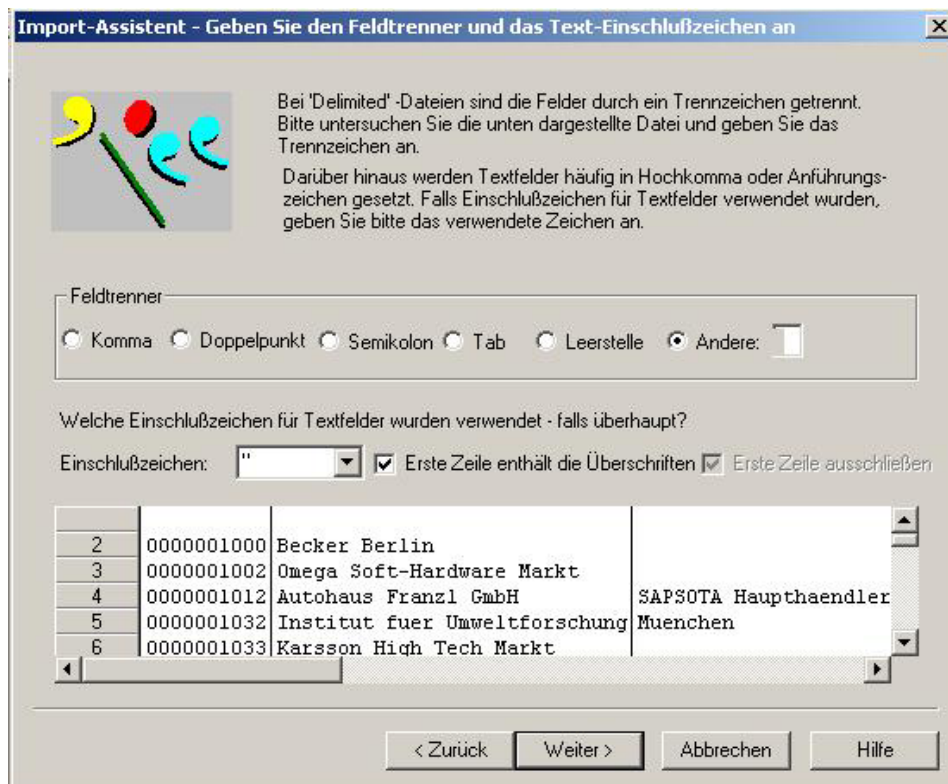 Import-Assistent - Geben Sie den Feldtrenner und das Text-Einschlußzeichen an
Bei 'Delimited' -Dateien sind die Felder durch ein Trennzeichen getrennt.
Bitte untersuchen Sie die unten dargestellte Datei und geben Sie das
Trennzeichen an.
Darüber hinaus werden Textfelder häufig in Hochkomma oder Anführungs-
zeichen gesetzt. Falls Einschlußzeichen für Textfelder verwendet wurden,
geben Sie bitte das verwendete Zeichen an.
Feldtrenner
Komma Doppelpunkt Semikolon Tab Leerstelle Andere:
Welche Einschlußzeichen für Textfelder wurden verwendet - falls überhaupt?
Einschlußzeichen: " Erste Zeile enthält die Überschriften Erste Zeile ausschließen
2 0000001000 Becker Berlin
3 0000001002 Omega Soft-Hardware Markt
4 0000001012 Autohaus Franzl GmbH SAPSOTA Haupthaendler
5 0000001032 Institut fuer Umweltforschung Muenchen
6 0000001033 Karsson High Tech Markt
< Zurück Weiter > Abbrechen Hilfe